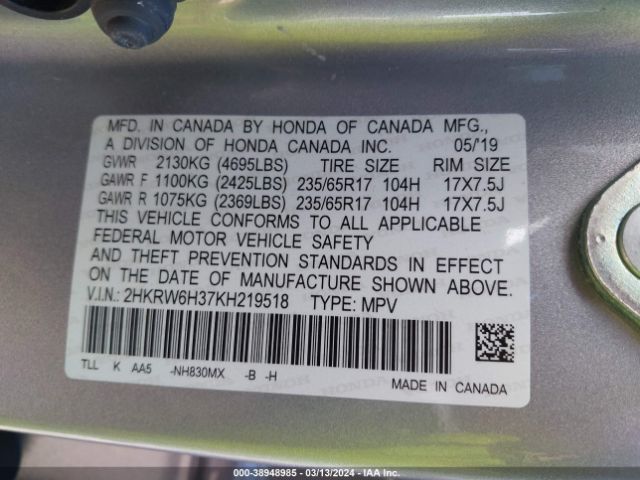 MFD. IN CANADA BY HONDA OF CANADA MFG.,
A DIVISION OF HONDA CANADA INC. 05/'19
GVWR 2130KG (4695LBS) TIRE SIZE RIM SIZE
GAWR F 1100KG (2425LBS) 235/65R17 104H 17X7.5J
GAWR R 1075KG (2369LBS) 235/65R17 104H 17X7.5J
THIS VEHICLE CONFORMS TO ALL APPLICABLE
FEDERAL MOTOR VEHICLE SAFETY
AND THEFT PREVENTION STANDARDS IN EFFECT
ON THE DATE OF MANUFACTURE SHOWN ABOVE.
V.I.N.: 2HKRW6H37KH219518 TYPE: MPV
TLL K AA5 -NH830MX -B -H
MADE IN CANADA
000-38948985 - 03/13/2024 - IAA Inc.